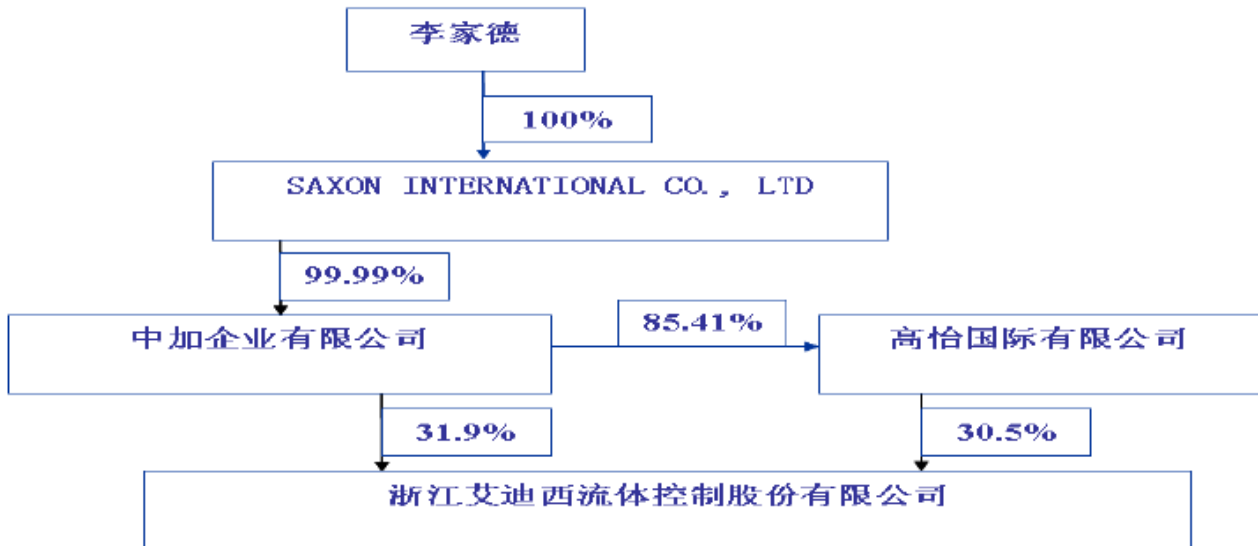 李家德
100%
SAXON INTERNATIONAL CO., LTD
99.99%
中加企业有限公司
85.41%
高怡国际有限公司
31.9%
30.5%
浙江艾迪西流体控制股份有限公司